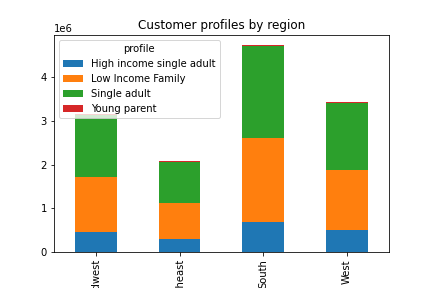 Customer profiles by region
1e6
profile
High income single adult
Low Income Family
Single adult
Young parent
4
3
2
1
0
dwest
heast
South
West